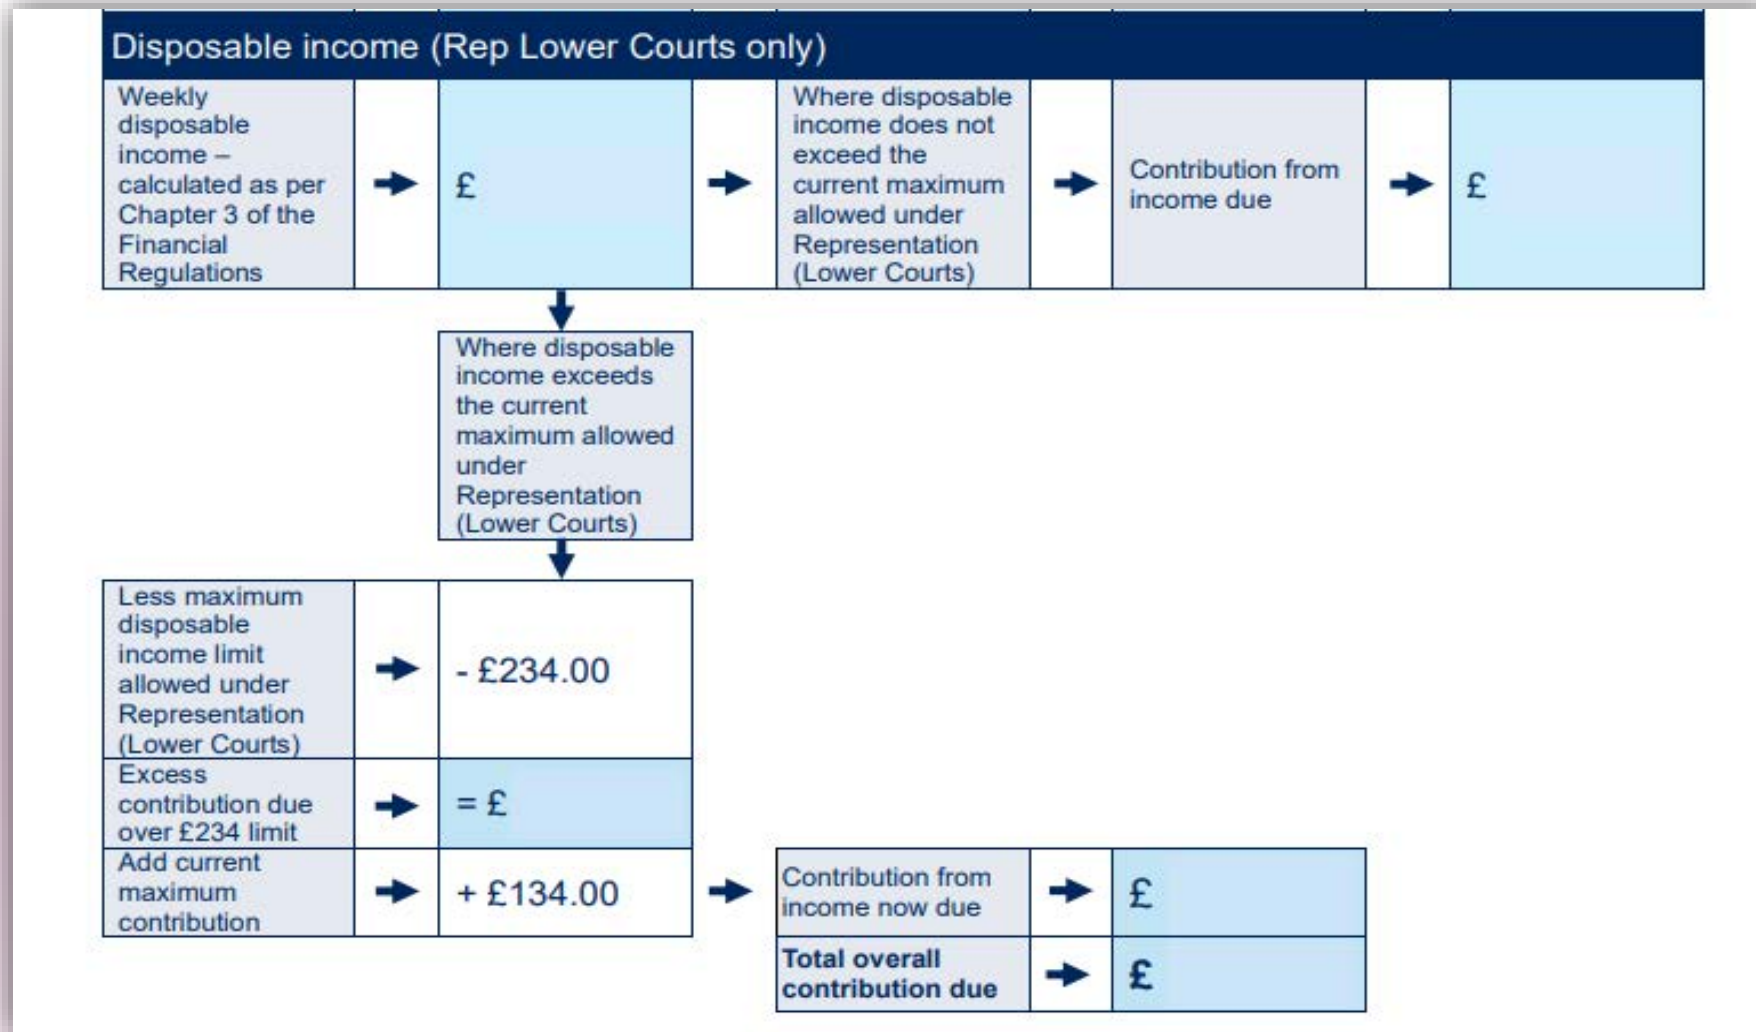 Disposable income (Rep Lower Courts only)
Weekly
disposable
income –
calculated as per
Chapter 3 of the
Financial
Regulations
£
Where disposable
income does not
exceed the
current maximum
allowed under
Representation
(Lower Courts)
Contribution from
income due
£
Where disposable
income exceeds
the current
maximum allowed
under
Representation
(Lower Courts)
Less maximum
disposable
income limit
allowed under
Representation
(Lower Courts)
- £234.00
Excess
contribution due
over £234 limit
= £
Add current
maximum
contribution
+ £134.00
Contribution from
income now due
£
Total overall
contribution due
£